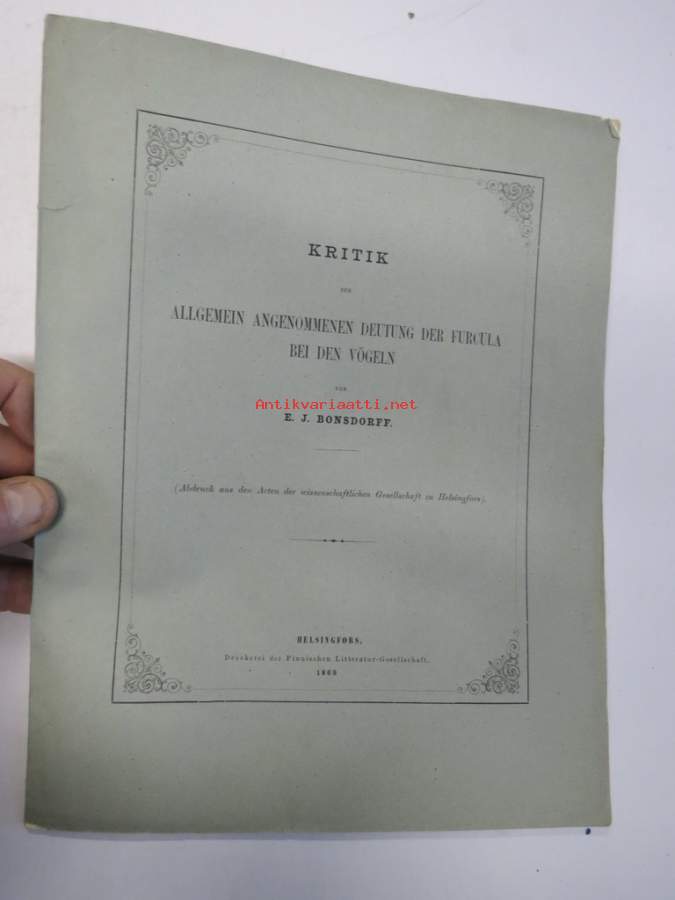 KRITIK
DER
ALLGEMEIN ANGENOMMENEN DEUTUNG DER FURCULA
BEI DEN VÖGELN
VON
Antikvariaatti.net
E. J. BONSDORFF.
(Abdruck aus den Acten der wissenschaftlichen Gesellschaft zu Helsingfors).
HELSINGFORS,
Druckerei der Finnischen Litteratur-Gesellschaft,